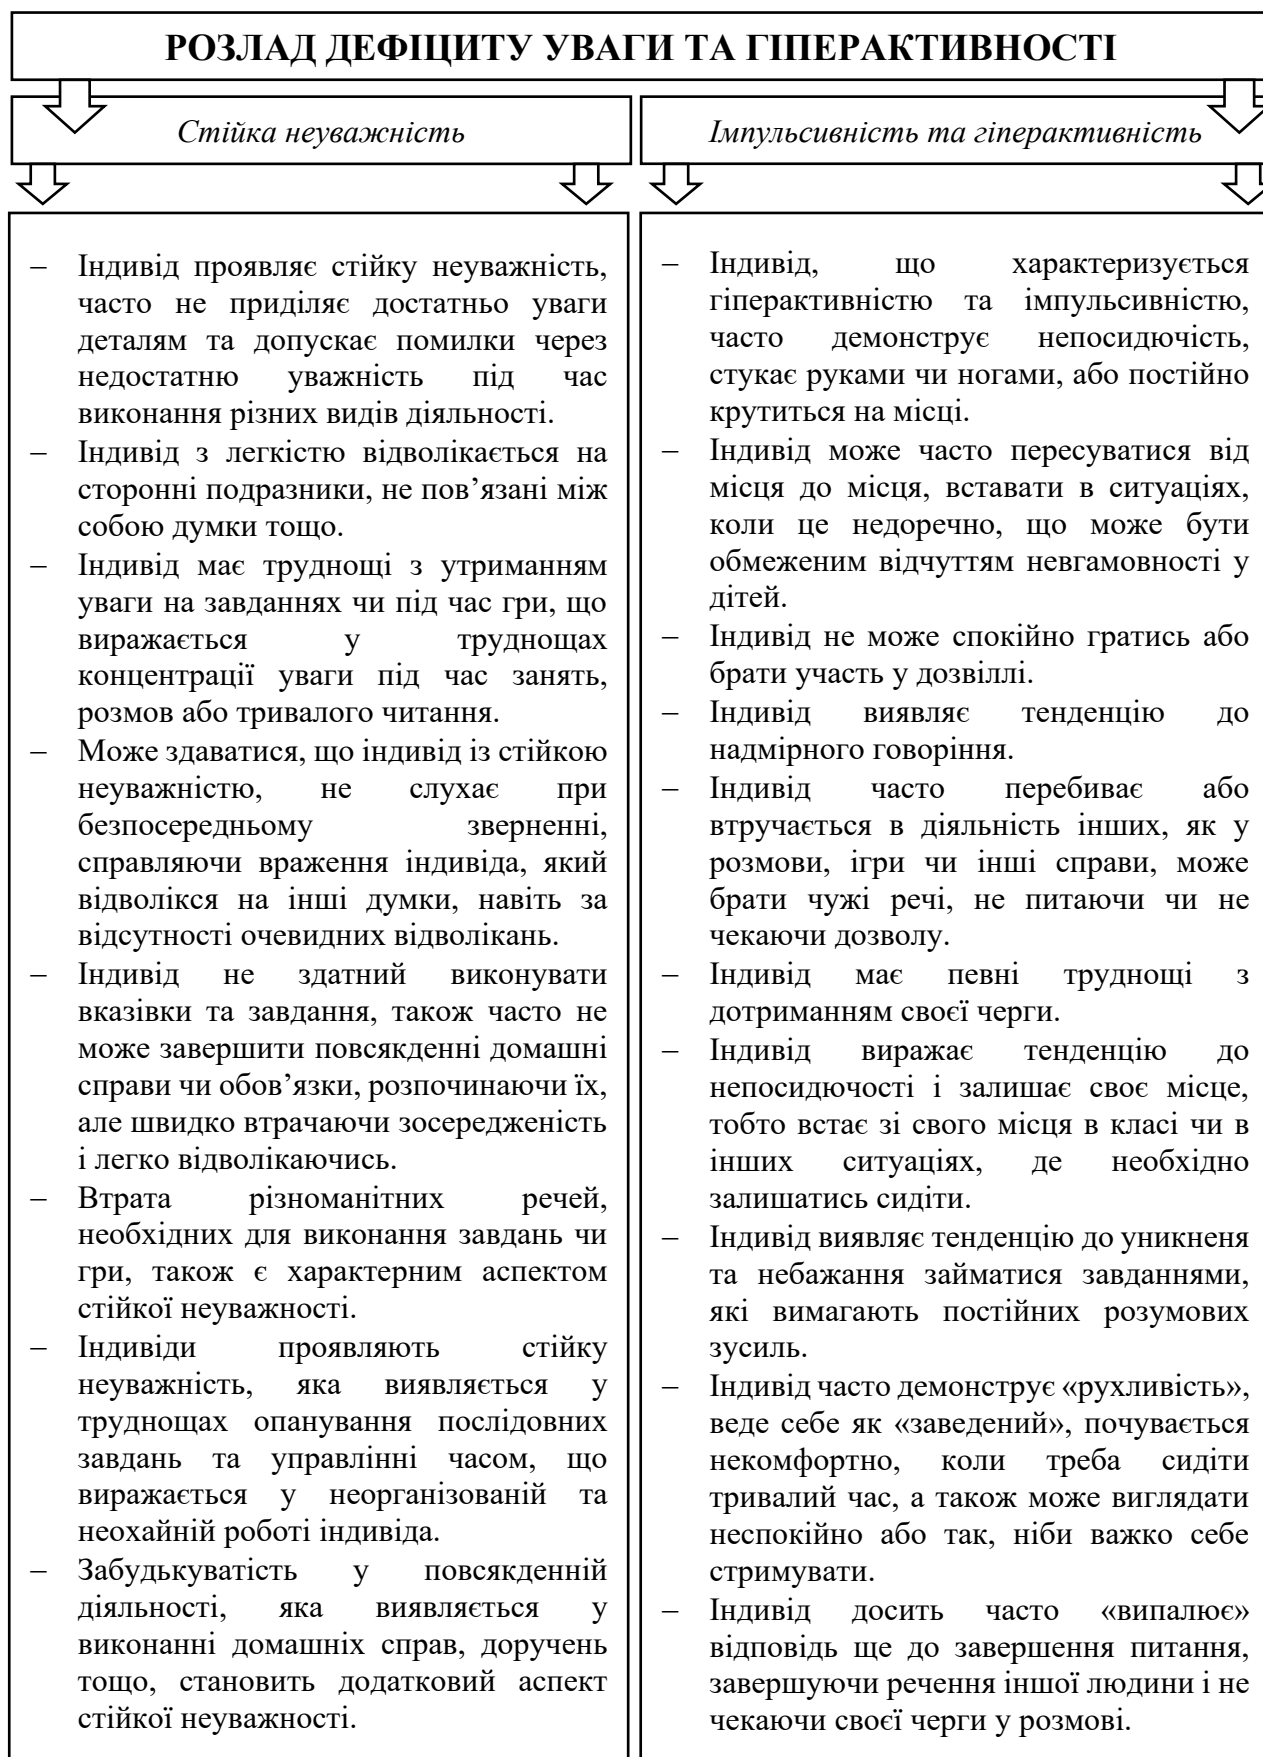 РОЗЛАД ДЕФІЦИТУ УВАГИ ТА ГІПЕРАКТИВНОСТІ
Стійка неуважність
– Індивід проявляє стійку неуважність,
часто не приділяє достатньо уваги
деталям та допускає помилки через
недостатню уважність під час
виконання різних видів діяльності.
– Індивід з легкістю відволікається на
сторонні подразники, не пов’язані між
собою думки тощо.
– Індивід має труднощі з утриманням
уваги на завданнях чи під час гри, що
виражається у труднощах
концентрації уваги під час занять,
розмов або тривалого читання.
– Може здаватися, що індивід із стійкою
неуважністю, не слухає при
безпосередньому зверненні,
справляючи враження індивіда, який
відволікся на інші думки, навіть за
відсутності очевидних відволікань.
– Індивід не здатний виконувати
вказівки та завдання, також часто не
може завершити повсякденні домашні
справи чи обов’язки, розпочинаючи їх,
але швидко втрачаючи зосередженість
і легко відволікаючись.
– Втрата різноманітних речей,
необхідних для виконання завдань чи
гри, також є характерним аспектом
стійкої неуважності.
– Індивіди проявляють стійку
неуважність, яка виявляється у
труднощах опанування послідовних
завдань та управлінні часом, що
виражається у неорганізованій та
неохайній роботі індивіда.
– Забудькуватість у повсякденній
діяльності, яка виявляється у
виконанні домашніх справ, доручень
тощо, становить додатковий аспект
стійкої неуважності.
Імпульсивність та гіперактивність
– Індивід, що характеризується
гіперактивністю та імпульсивністю,
часто демонструє непосидючість,
стукає руками чи ногами, або постійно
крутиться на місці.
– Індивід може часто пересуватися від
місця до місця, вставати в ситуаціях,
коли це недоречно, що може бути
обмеженим відчуттям невгамовності у
дітей.
– Індивід не може спокійно гратись або
брати участь у дозвіллі.
– Індивід виявляє тенденцію до
надмірного говоріння.
– Індивід часто перебиває або
втручається в діяльність інших, як у
розмови, ігри чи інші справи, може
брати чужі речі, не питаючи чи не
чекаючи дозволу.
– Індивід має певні труднощі з
дотриманням своєї черги.
– Індивід виражає тенденцію до
непосидючості і залишає своє місце,
тобто встає зі свого місця в класі чи в
інших ситуаціях, де необхідно
залишатись сидіти.
– Індивід виявляє тенденцію до уникненя
та небажання займатися завданнями,
які вимагають постійних розумових
зусиль.
– Індивід часто демонструє «рухливість»,
веде себе як «заведений», почувається
некомфортно, коли треба сидіти
тривалий час, а також може виглядати
неспокійно або так, ніби важко себе
стримувати.
– Індивід досить часто «випалює»
відповідь ще до завершення питання,
завершуючи речення іншої людини і не
чекаючи своєї черги у розмові.